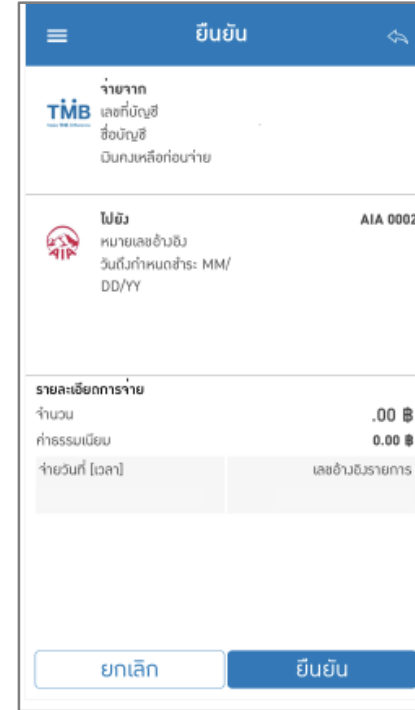 ยืนยัน
จ่ายจาก
TMB เลขที่บัญชี
ชื่อบัญชี
เงินคงเหลือก่อนจ่าย
ไปยัง AIA 0002
AIA
หมายเลขอ้างอิง
วันถึงกำหนดชำระ MM/
DD/YY
รายละเอียดการจ่าย
จำนวน .00 ฿
ค่าธรรมเนียม 0.00 ฿
จ่ายวันที่ [เวลา] เลขอ้างอิงรายการ
ยกเลิก ยืนยัน